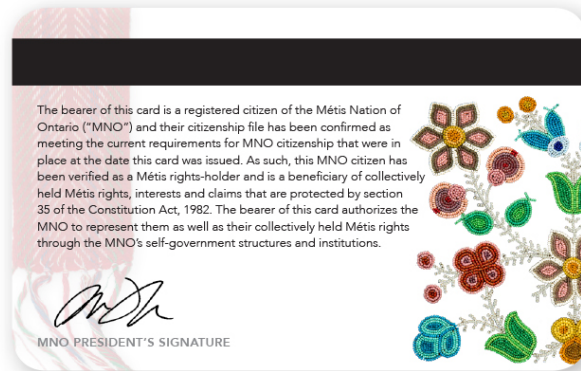 The bearer of this card is a registered citizen of the Métis Nation of
Ontario (“MNO”) and their citizenship file has been confirmed as
meeting the current requirements for MNO citizenship that were in
place at the date this card was issued. As such, this MNO citizen has
been verified as a Métis rights-holder and is a beneficiary of collectively
held Métis rights, interests and claims that are protected by section
35 of the Constitution Act, 1982. The bearer of this card authorizes the
MNO to represent them as well as their collectively held Métis rights
through the MNO’s self-government structures and institutions.
MNO PRESIDENT’S SIGNATURE